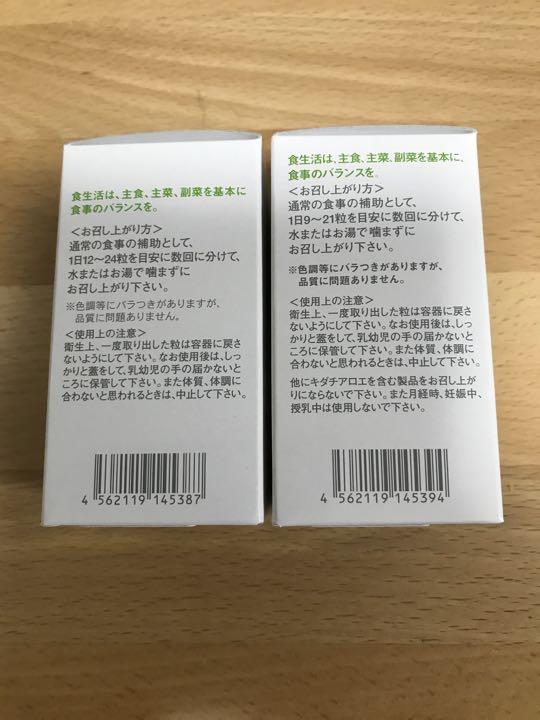 食生活は、主食、主菜、副菜を基本に
食事のバランスを。
＜お召し上がり方＞
通常の食事の補助として、
1日12〜24粒を目安に数回に分けて、
水またはお湯で噛まずに
お召し上がり下さい。
※色調等にバラつきがありますが、
品質に問題ありません。
＜使用上の注意＞
衛生上、一度取り出した粒は容器に戻さ
ないようにして下さい。なお使用後は、しっ
かりと蓋をして、乳幼児の手の届かないと
ころに保管して下さい。また体質、体調に
合わないと思われるときは、中止して下さい。
4 562119 145387
食生活は、主食、主菜、副菜を基本に、
食事のバランスを。
＜お召し上がり方＞
通常の食事の補助として、
1日9〜21粒を目安に数回に分けて、
水またはお湯で噛まずに
お召し上がり下さい。
※色調等にバラつきがありますが、
品質に問題ありません。
＜使用上の注意＞
衛生上、一度取り出した粒は容器に戻さ
ないようにして下さい。なお使用後は、しっ
かりと蓋をして、乳幼児の手の届かないと
ころに保管して下さい。また体質、体調に
合わないと思われるときは、中止して下さい。
他にキダチアロエを含む製品をお召し上が
りにならないで下さい。また月経時、妊娠中、
授乳中は使用しないで下さい。
4 562119 145394